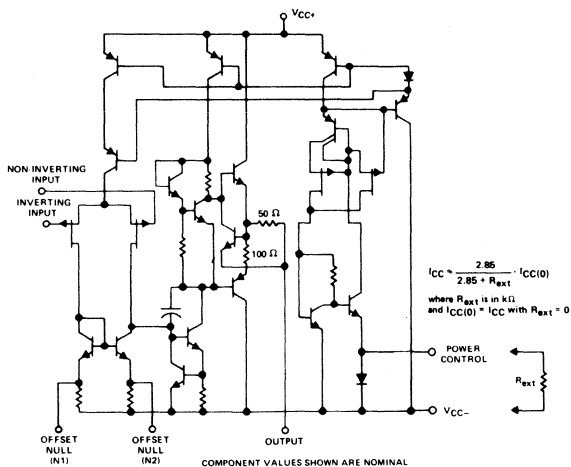 VCC+
NON-INVERTING
INPUT
INVERTING
INPUT
50 Ω
100 Ω
ICC = 2.85 / 2.85 + Rext · ICC(0)
where Rext is in kΩ
and ICC(0) = ICC with Rext = 0
POWER
CONTROL
Rext
VCC−
OFFSET
NULL
(N1)
OFFSET
NULL
(N2)
OUTPUT
COMPONENT VALUES SHOWN ARE NOMINAL